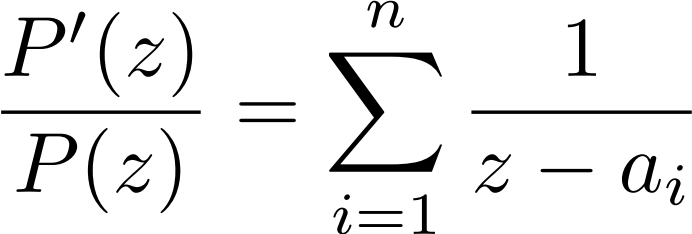 P′(z)/P(z) = ∑_{i=1}^{n} 1/(z − a_i)